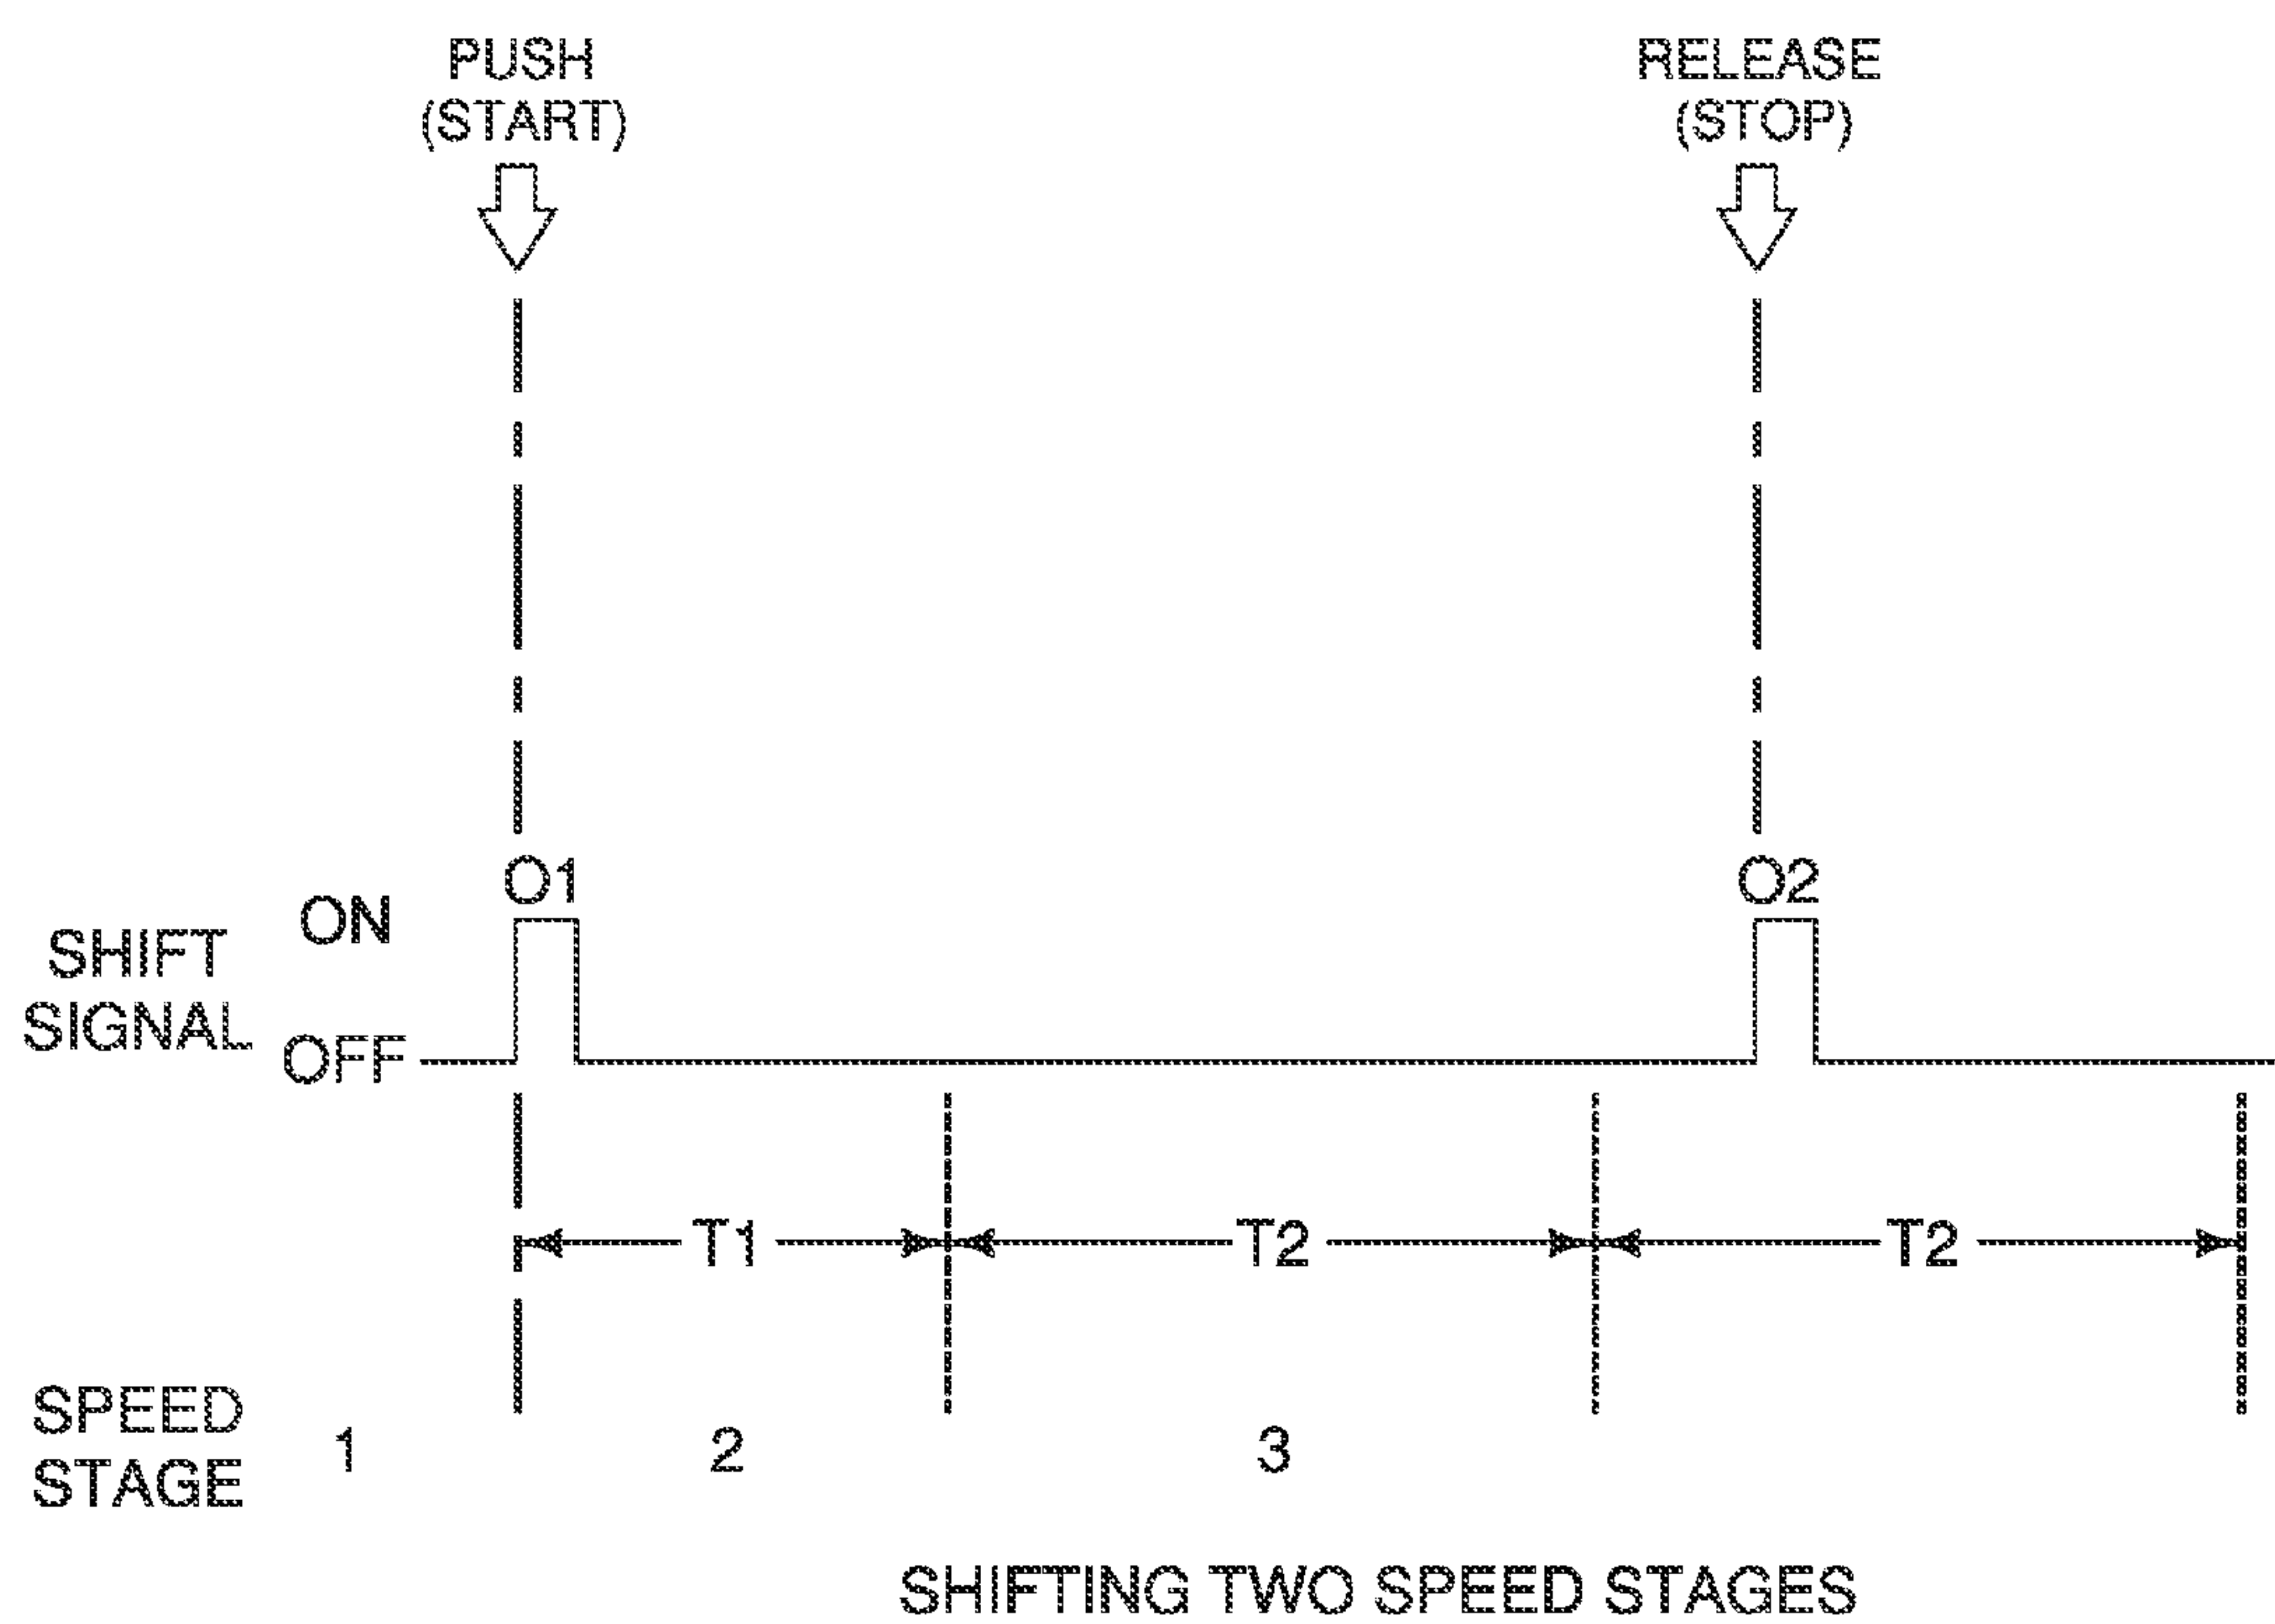 PUSH
(START)
RELEASE
(STOP)
O1
O2
ON
SHIFT
SIGNAL
OFF
T1
T2
T2
SPEED
STAGE
1
2
3
SHIFTING TWO SPEED STAGES